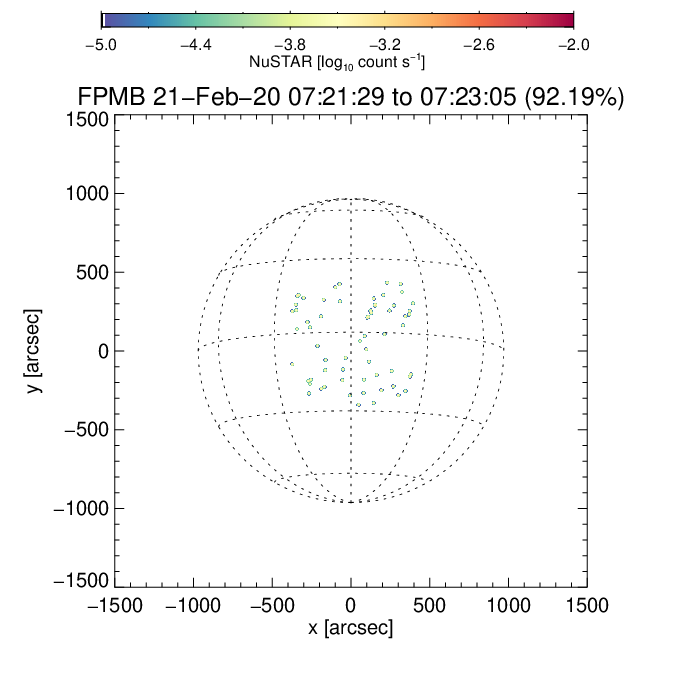 −5.0 −4.4 −3.8 −3.2 −2.6 −2.0
NuSTAR [log₁₀ count s⁻¹]
FPMB 21−Feb−20 07:21:29 to 07:23:05 (92.19%)
1500
1000
500
0
−500
−1000
−1500
y [arcsec]
−1500 −1000 −500 0 500 1000 1500
x [arcsec]